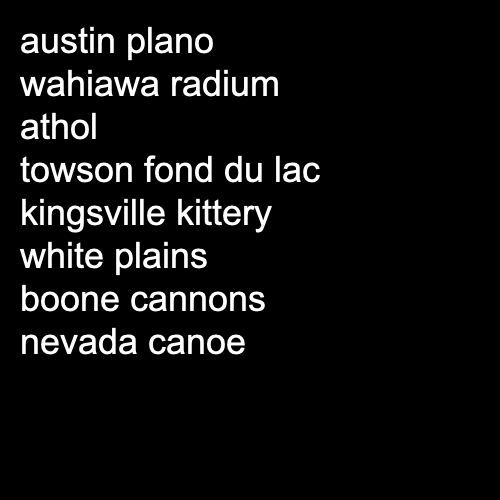 austin plano
wahiawa radium
athol
towson fond du lac
kingsville kittery
white plains
boone cannons
nevada canoe